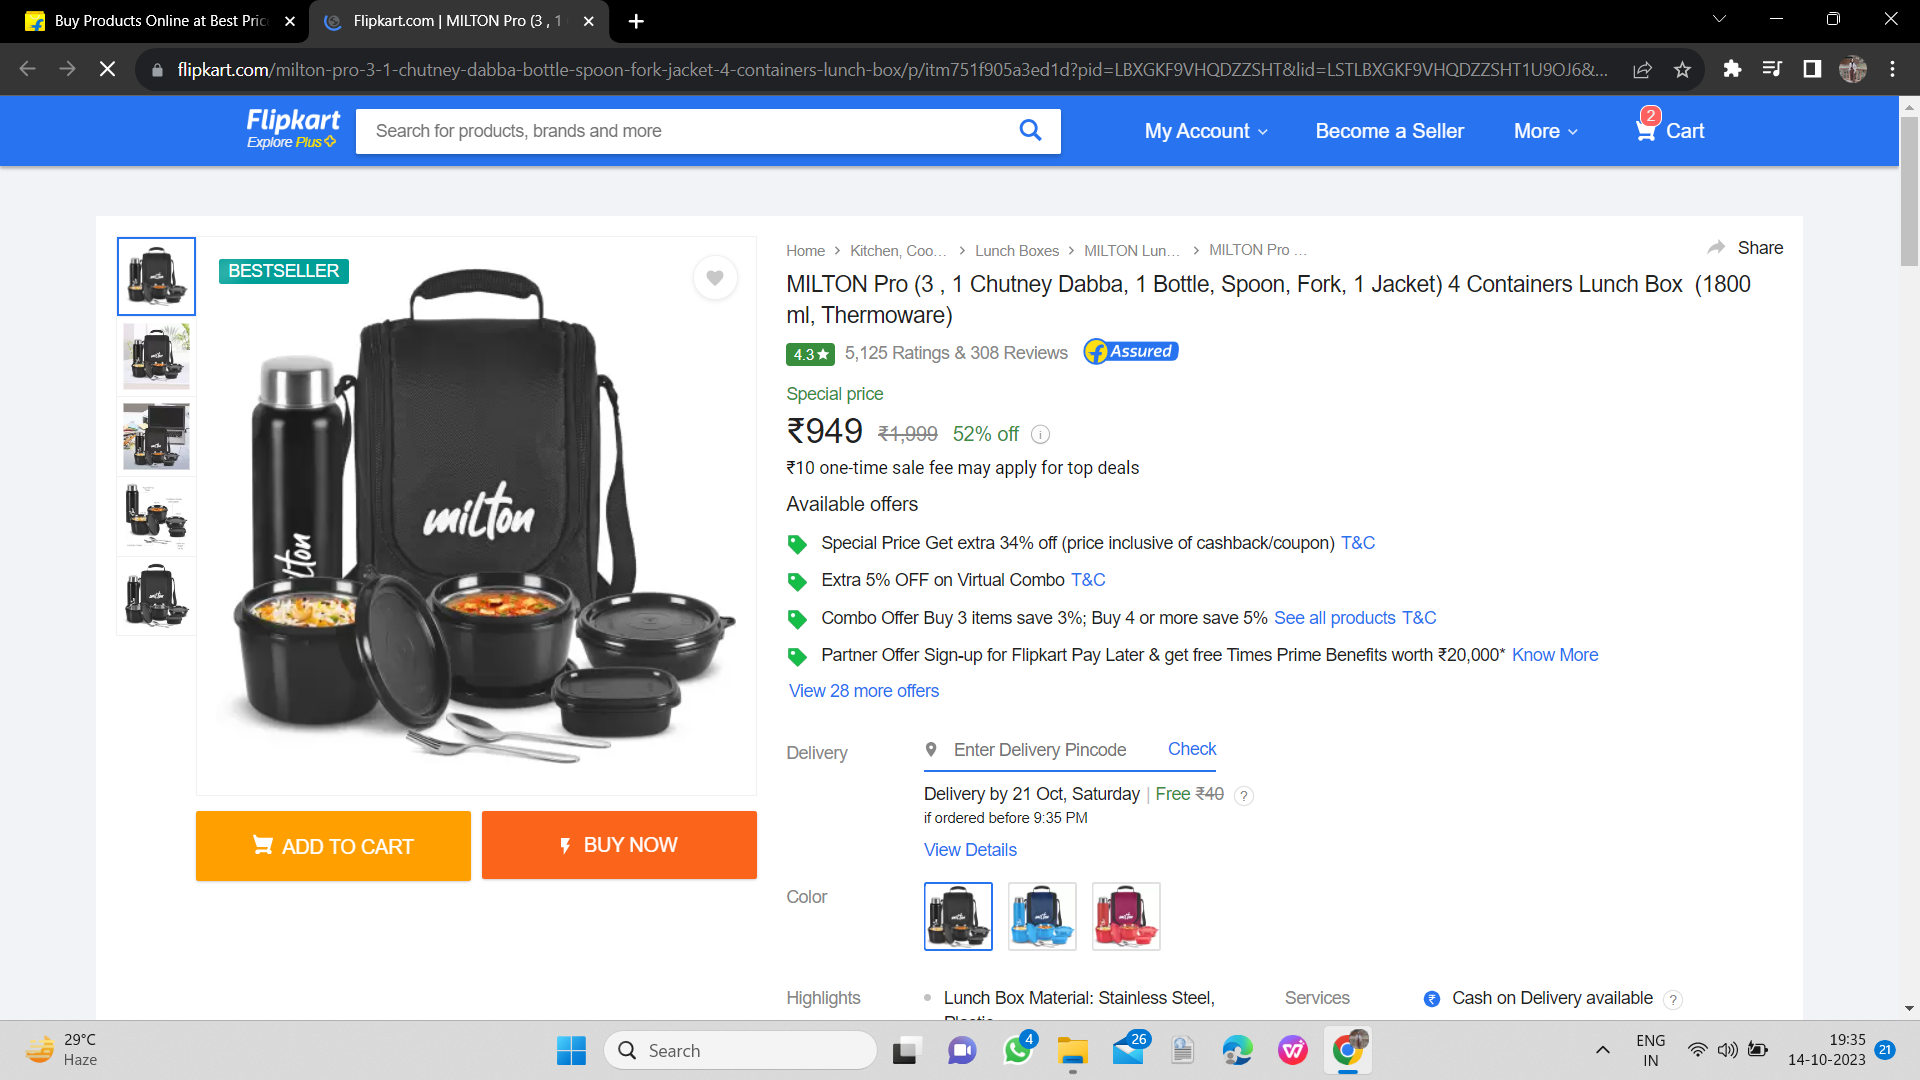 Buy Products Online at Best Pric
Flipkart.com | MILTON Pro (3 , 1
flipkart.com/milton-pro-3-1-chutney-dabba-bottle-spoon-fork-jacket-4-containers-lunch-box/p/itm751f905a3ed1d?pid=LBXGKF9VHQDZZSHT&lid=LSTLBXGKF9VHQDZZSHT1U9OJ6&...
Flipkart
Explore Plus
Search for products, brands and more
My Account
Become a Seller
More
2
Cart
BESTSELLER
milton
lton
ADD TO CART
BUY NOW
Home > Kitchen, Coo... > Lunch Boxes > MILTON Lun... > MILTON Pro ...
Share
MILTON Pro (3 , 1 Chutney Dabba, 1 Bottle, Spoon, Fork, 1 Jacket) 4 Containers Lunch Box (1800
ml, Thermoware)
4.3★ 5,125 Ratings & 308 Reviews
f Assured
Special price
₹949 ₹1,999 52% off i
₹10 one-time sale fee may apply for top deals
Available offers
Special Price Get extra 34% off (price inclusive of cashback/coupon) T&C
Extra 5% OFF on Virtual Combo T&C
Combo Offer Buy 3 items save 3%; Buy 4 or more save 5% See all products T&C
Partner Offer Sign-up for Flipkart Pay Later & get free Times Prime Benefits worth ₹20,000* Know More
View 28 more offers
Delivery
Enter Delivery Pincode
Check
Delivery by 21 Oct, Saturday | Free ₹40 ?
if ordered before 9:35 PM
View Details
Color
milton
Highlights
Lunch Box Material: Stainless Steel,
Services
₹ Cash on Delivery available ?
29°C
Haze
Search
4
26
ENG
IN
19:35
14-10-2023
21